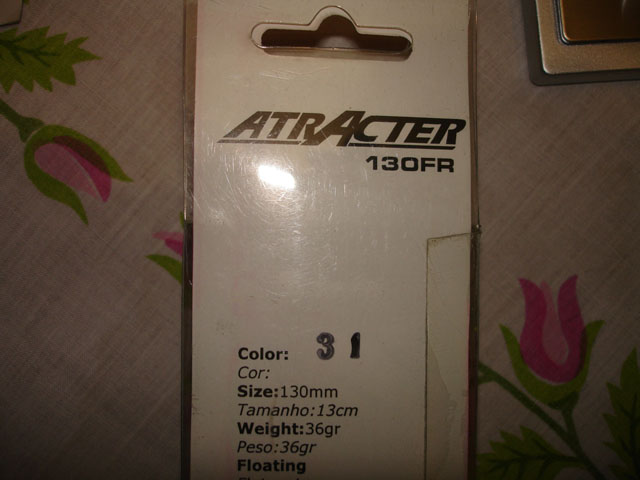 ATRACTER
130FR
Color: 31
Cor:
Size:130mm
Tamanho:13cm
Weight:36gr
Peso:36gr
Floating